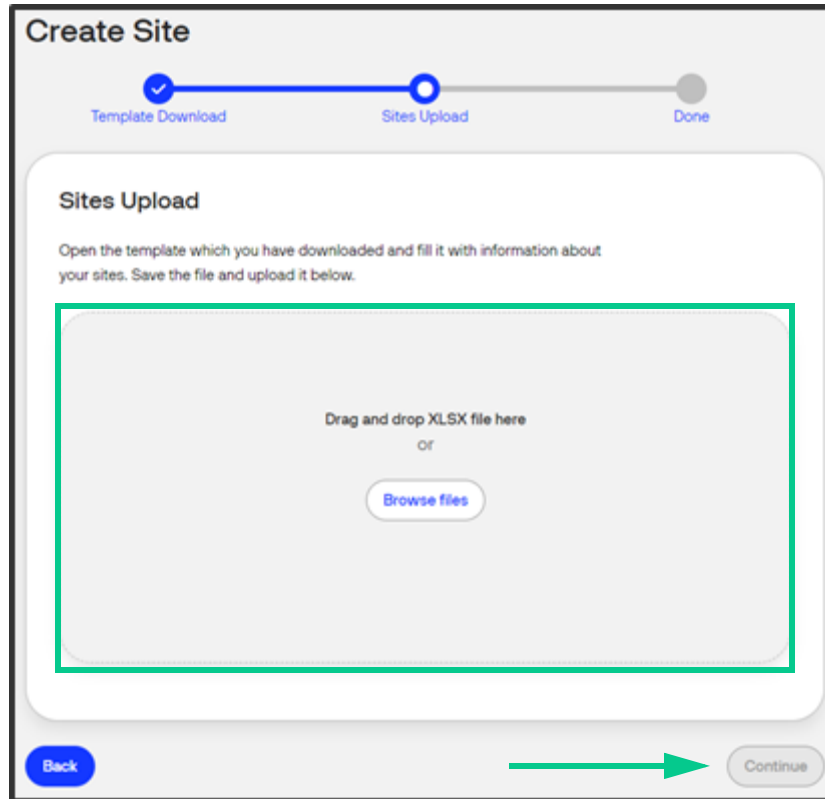 Create Site
Template Download
Sites Upload
Done
Sites Upload
Open the template which you have downloaded and fill it with information about
your sites. Save the file and upload it below.
Drag and drop XLSX file here
or
Browse files
Back
Continue